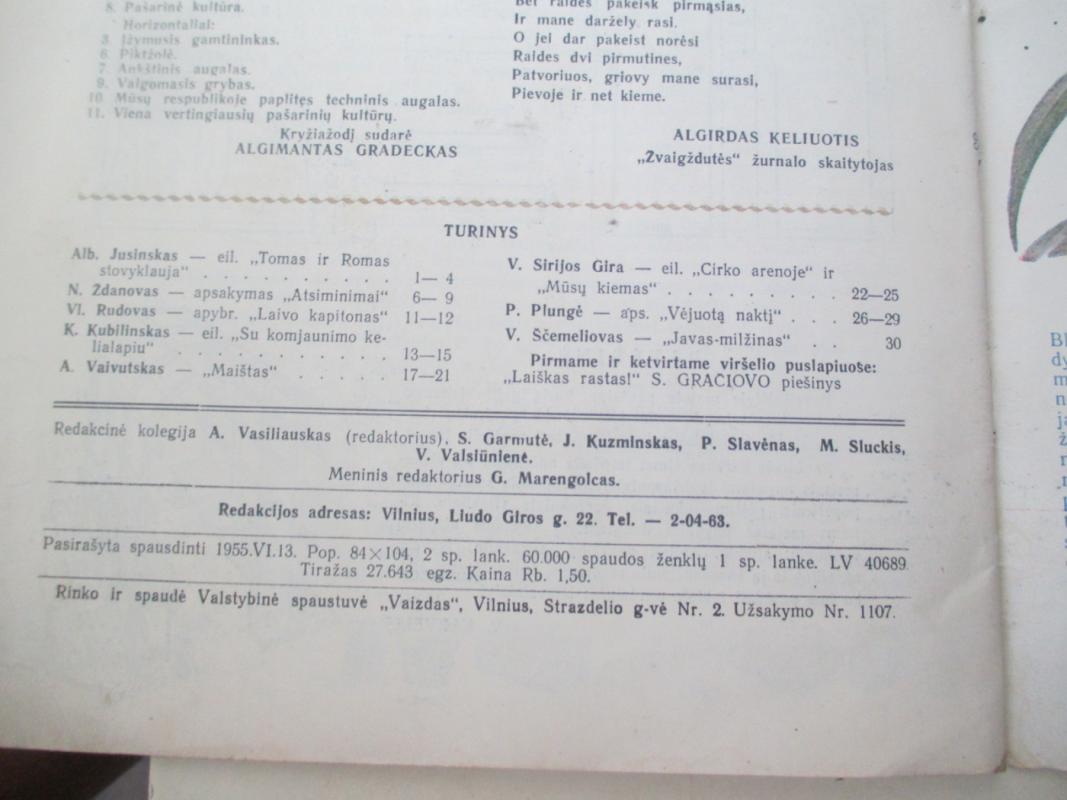 8. Pašarinė kultūra.
Horizontaliai:
3. Įžymusis gamtininkas.
6. Piktžolė.
7. Ankštinis augalas.
9. Valgomasis grybas.
10. Mūsų respublikoje paplitęs techninis augalas.
11. Viena vertingiausių pašarinių kultūrų.
Kryžiažodį sudarė
ALGIMANTAS GRADECKAS
Bet raides pakeisk pirmąsias,
Ir mane daržely rasi.
O jei dar pakeist norėsi
Raides dvi pirmutines,
Patvoriuos, griovy mane surasi,
Pievoje ir net kieme.
ALGIRDAS KELIUOTIS
„Žvaigždutės“ žurnalo skaitytojas
TURINYS
Alb. Jusinskas — eil. „Tomas ir Romas
stovyklauja“ . . . . . . . . . . 1— 4
N. Ždanovas — apsakymas „Atsiminimai“ 6— 9
Vl. Rudovas — apybr. „Laivo kapitonas“ 11—12
K. Kubilinskas — eil. „Su komjaunimo ke-
lialapiu“ . . . . . . . . . . . 13—15
A. Vaivutskas — „Maištas“ . . . . . 17—21
V. Sirijos Gira — eil. „Cirko arenoje“ ir
„Mūsų kiemas“ . . . . . . . . . 22—25
P. Plungė — aps. „Vėjuotą naktį“ . . . 26—29
V. Ščemeliovas — „Javas-milžinas“ . . 30
Pirmame ir ketvirtame viršelio puslapiuose:
„Laiškas rastas!“ S. GRAČIOVO piešinys
Redakcinė kolegija A. Vasiliauskas (redaktorius), S. Garmutė, J. Kuzminskas, P. Slavėnas, M. Sluckis,
V. Valsiūnienė.
Meninis redaktorius G. Marengolcas.
Redakcijos adresas: Vilnius, Liudo Giros g. 22. Tel. — 2-04-63.
Pasirašyta spausdinti 1955.VI.13. Pop. 84×104, 2 sp. lank. 60.000 spaudos ženklų 1 sp. lanke. LV 40689.
Tiražas 27.643 egz. Kaina Rb. 1,50.
Rinko ir spaudė Valstybinė spaustuvė „Vaizdas“, Vilnius, Strazdelio g-vė Nr. 2. Užsakymo Nr. 1107.